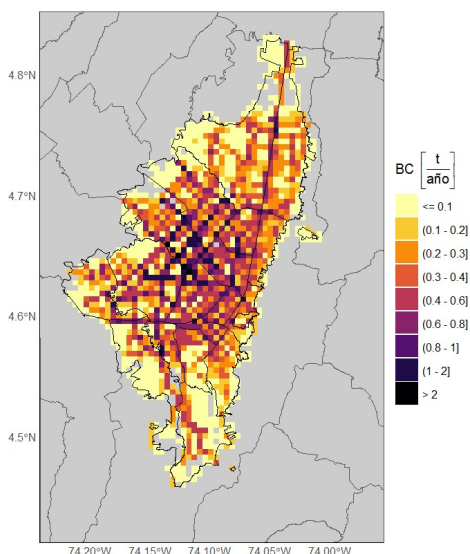 4.8°N
4.7°N
4.6°N
4.5°N
74.20°W 74.15°W 74.10°W 74.05°W 74.00°W
BC [ t
año ]
<= 0.1
(0.1 - 0.2]
(0.2 - 0.3]
(0.3 - 0.4]
(0.4 - 0.6]
(0.6 - 0.8]
(0.8 - 1]
(1 - 2]
> 2